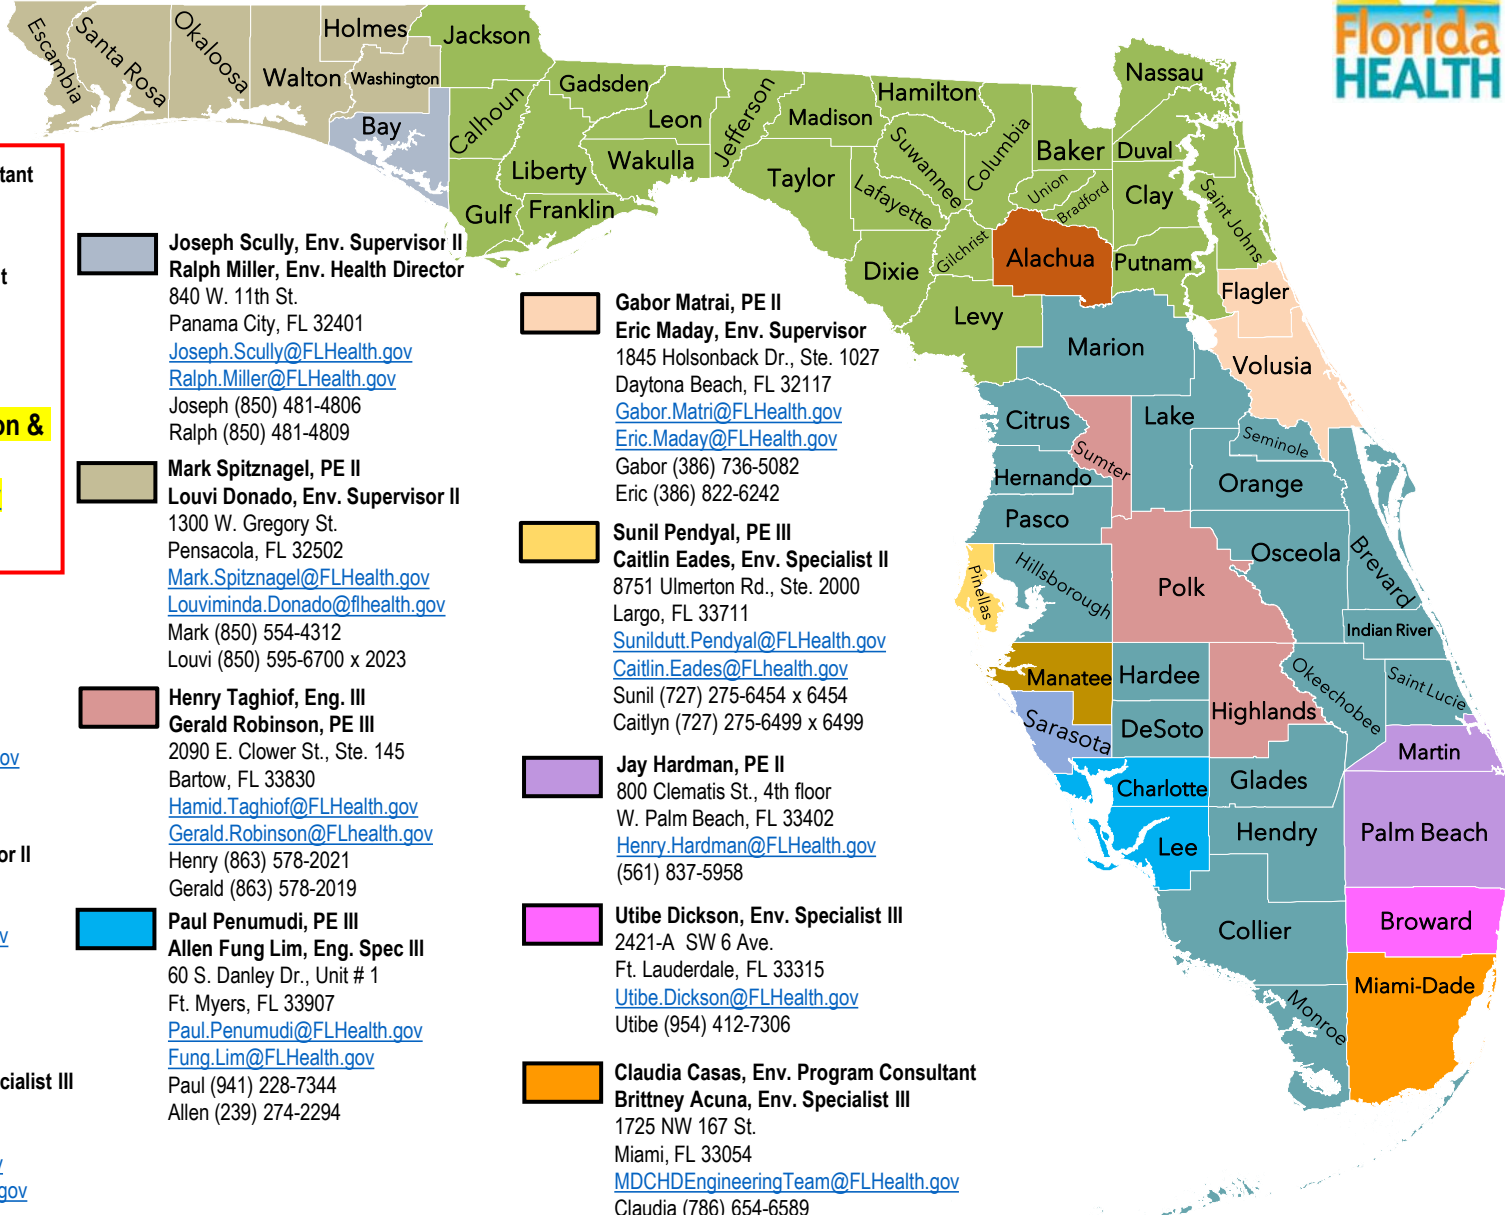 Florida
HEALTH
tant
t
on &
ov
or II
v
cialist III
v
gov
Joseph Scully, Env. Supervisor II
Ralph Miller, Env. Health Director
840 W. 11th St.
Panama City, FL 32401
Joseph.Scully@FLHealth.gov
Ralph.Miller@FLHealth.gov
Joseph (850) 481-4806
Ralph (850) 481-4809
Mark Spitznagel, PE II
Louvi Donado, Env. Supervisor II
1300 W. Gregory St.
Pensacola, FL 32502
Mark.Spitznagel@FLHealth.gov
Louviminda.Donado@flhealth.gov
Mark (850) 554-4312
Louvi (850) 595-6700 x 2023
Henry Taghiof, Eng. III
Gerald Robinson, PE III
2090 E. Clower St., Ste. 145
Bartow, FL 33830
Hamid.Taghiof@FLHealth.gov
Gerald.Robinson@FLhealth.gov
Henry (863) 578-2021
Gerald (863) 578-2019
Paul Penumudi, PE III
Allen Fung Lim, Eng. Spec III
60 S. Danley Dr., Unit # 1
Ft. Myers, FL 33907
Paul.Penumudi@FLHealth.gov
Fung.Lim@FLHealth.gov
Paul (941) 228-7344
Allen (239) 274-2294
Gabor Matrai, PE II
Eric Maday, Env. Supervisor
1845 Holsonback Dr., Ste. 1027
Daytona Beach, FL 32117
Gabor.Matri@FLHealth.gov
Eric.Maday@FLHealth.gov
Gabor (386) 736-5082
Eric (386) 822-6242
Sunil Pendyal, PE III
Caitlin Eades, Env. Specialist II
8751 Ulmerton Rd., Ste. 2000
Largo, FL 33711
Sunildutt.Pendyal@FLHealth.gov
Caitlin.Eades@FLhealth.gov
Sunil (727) 275-6454 x 6454
Caitlyn (727) 275-6499 x 6499
Jay Hardman, PE II
800 Clematis St., 4th floor
W. Palm Beach, FL 33402
Henry.Hardman@FLHealth.gov
(561) 837-5958
Utibe Dickson, Env. Specialist III
2421-A SW 6 Ave.
Ft. Lauderdale, FL 33315
Utibe.Dickson@FLHealth.gov
Utibe (954) 412-7306
Claudia Casas, Env. Program Consultant
Brittney Acuna, Env. Specialist III
1725 NW 167 St.
Miami, FL 33054
MDCHDEngineeringTeam@FLHealth.gov
Claudia (786) 654-6589
Escambia
Santa Rosa
Okaloosa
Walton
Holmes
Washington
Bay
Jackson
Calhoun
Gulf
Liberty
Franklin
Gadsden
Leon
Wakulla
Jefferson
Madison
Taylor
Hamilton
Suwannee
Lafayette
Dixie
Columbia
Gilchrist
Levy
Baker
Union
Bradford
Alachua
Nassau
Duval
Clay
Saint Johns
Putnam
Flagler
Volusia
Marion
Citrus
Sumter
Lake
Seminole
Hernando
Orange
Pasco
Osceola
Brevard
Pinellas
Hillsborough
Polk
Indian River
Manatee
Hardee
Highlands
Okeechobee
Saint Lucie
Sarasota
DeSoto
Martin
Charlotte
Glades
Lee
Hendry
Palm Beach
Collier
Broward
Monroe
Miami-Dade